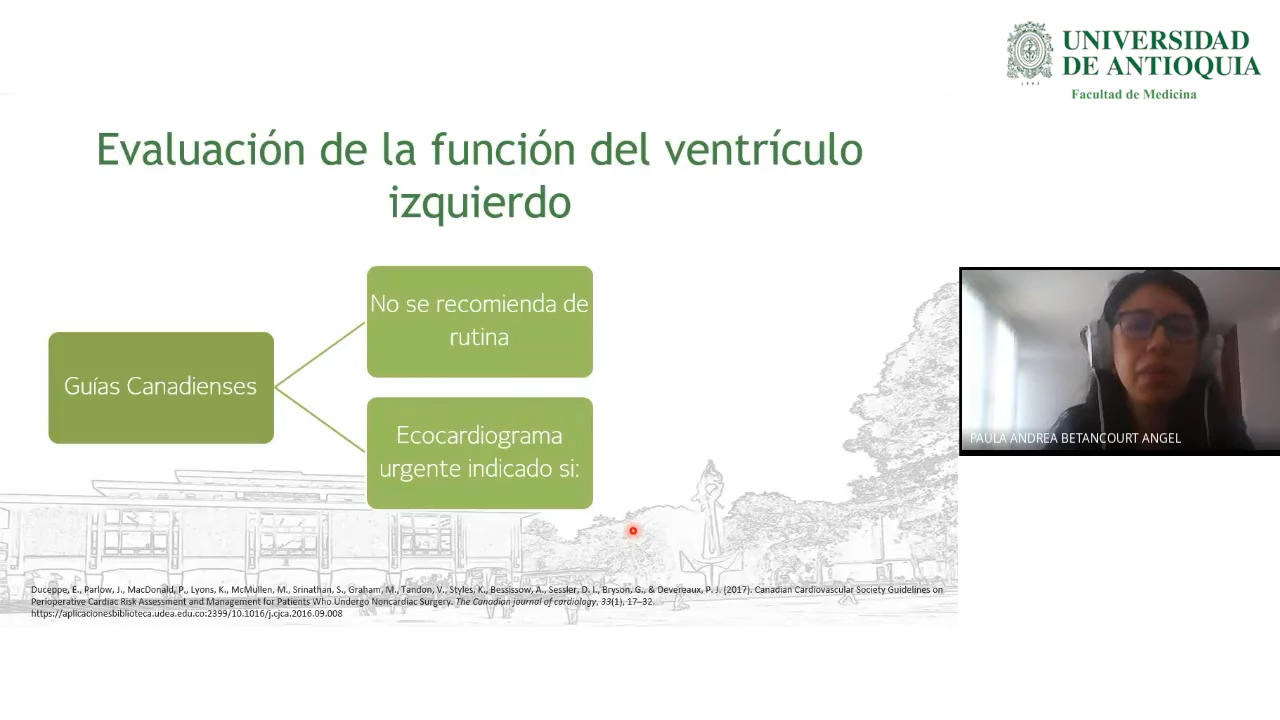 UNIVERSIDAD
DE ANTIOQUIA
1803
Facultad de Medicina
Evaluación de la función del ventrículo
izquierdo
Guías Canadienses
No se recomienda de
rutina
Ecocardiograma
urgente indicado si:
PAULA ANDREA BETANCOURT ANGEL
Duceppe, E., Parlow, J., MacDonald, P., Lyons, K., McMullen, M., Srinathan, S., Graham, M., Tandon, V., Styles, K., Bessissow, A., Sessler, D. I., Bryson, G., & Devereaux, P. J. (2017). Canadian Cardiovascular Society Guidelines on
Perioperative Cardiac Risk Assessment and Management for Patients Who Undergo Noncardiac Surgery. The Canadian journal of cardiology, 33(1), 17–32.
https://aplicacionesbiblioteca.udea.edu.co:2399/10.1016/j.cjca.2016.09.008